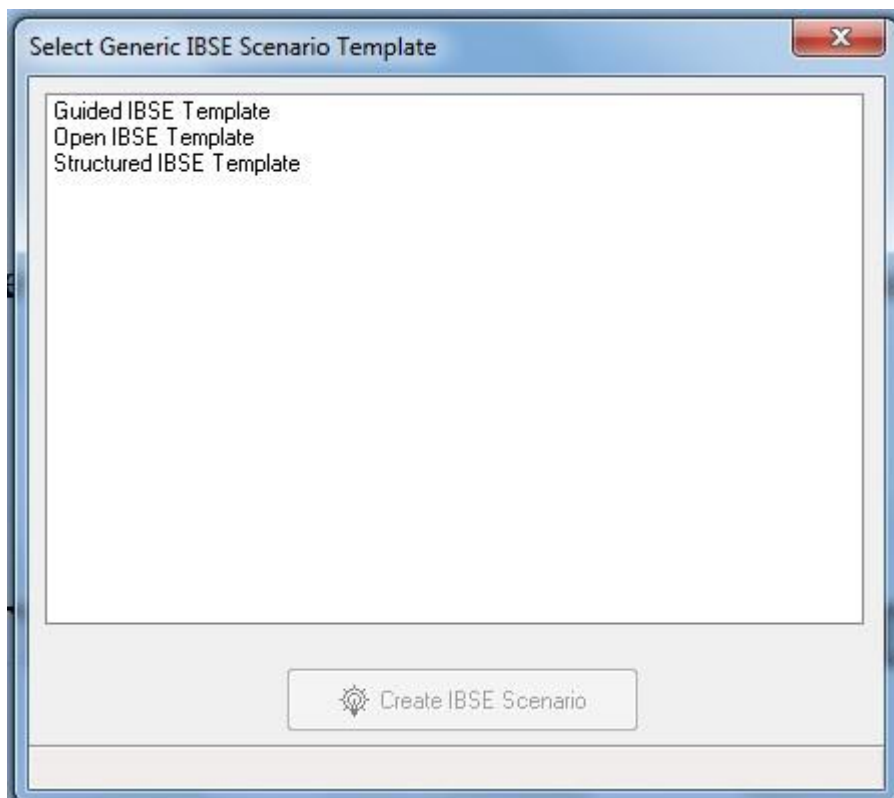 Select Generic IBSE Scenario Template
Guided IBSE Template
Open IBSE Template
Structured IBSE Template
Create IBSE Scenario